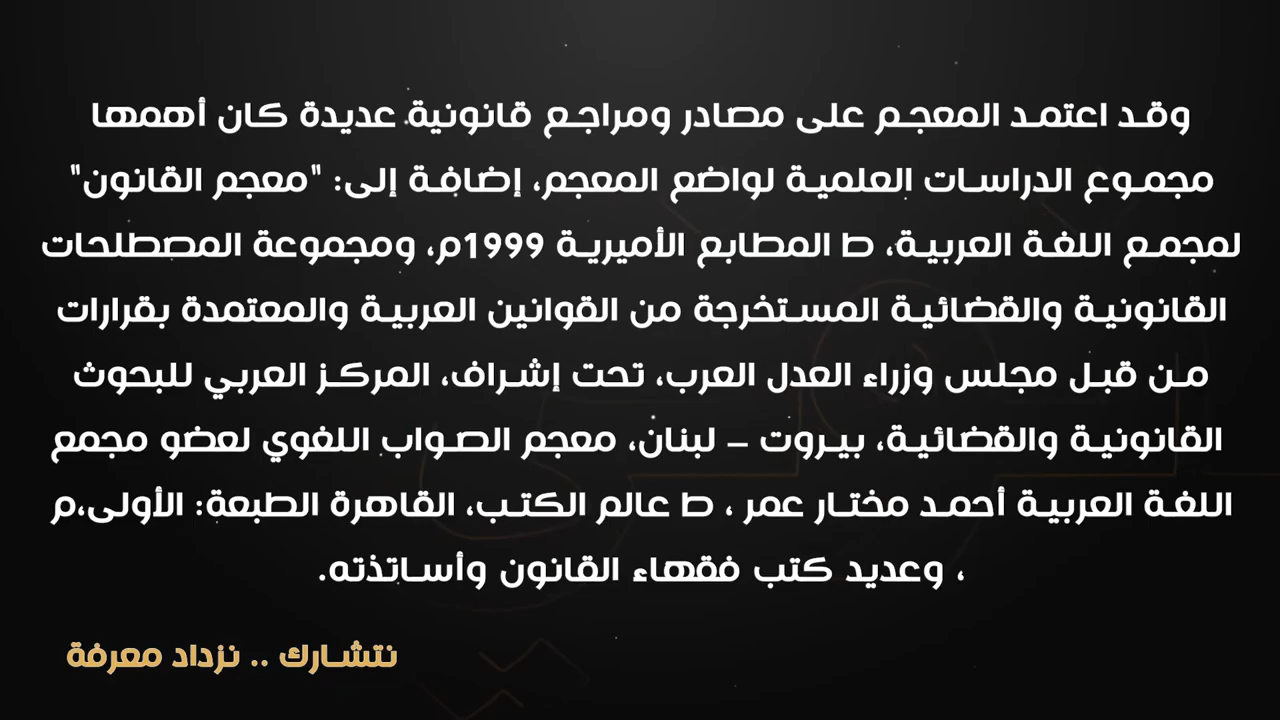 وقد اعتمد المعجم على مصادر ومراجع قانونية عديدة كان أهمها
مجموع الدراسات العلمية لواضع المعجم، إضافة إلى: "معجم القانون"
لمجمع اللغة العربية، ط المطابع الأميرية 1999م، ومجموعة المصطلحات
القانونية والقضائية المستخرجة من القوانين العربية والمعتمدة بقرارات
من قبل مجلس وزراء العدل العرب، تحت إشراف، المركز العربي للبحوث
القانونية والقضائية، بيروت – لبنان، معجم الصواب اللغوي لعضو مجمع
اللغة العربية أحمد مختار عمر ، ط عالم الكتب، القاهرة الطبعة: الأولى،م
، وعديد كتب فقهاء القانون وأساتذته.
نتشارك .. نزداد معرفة